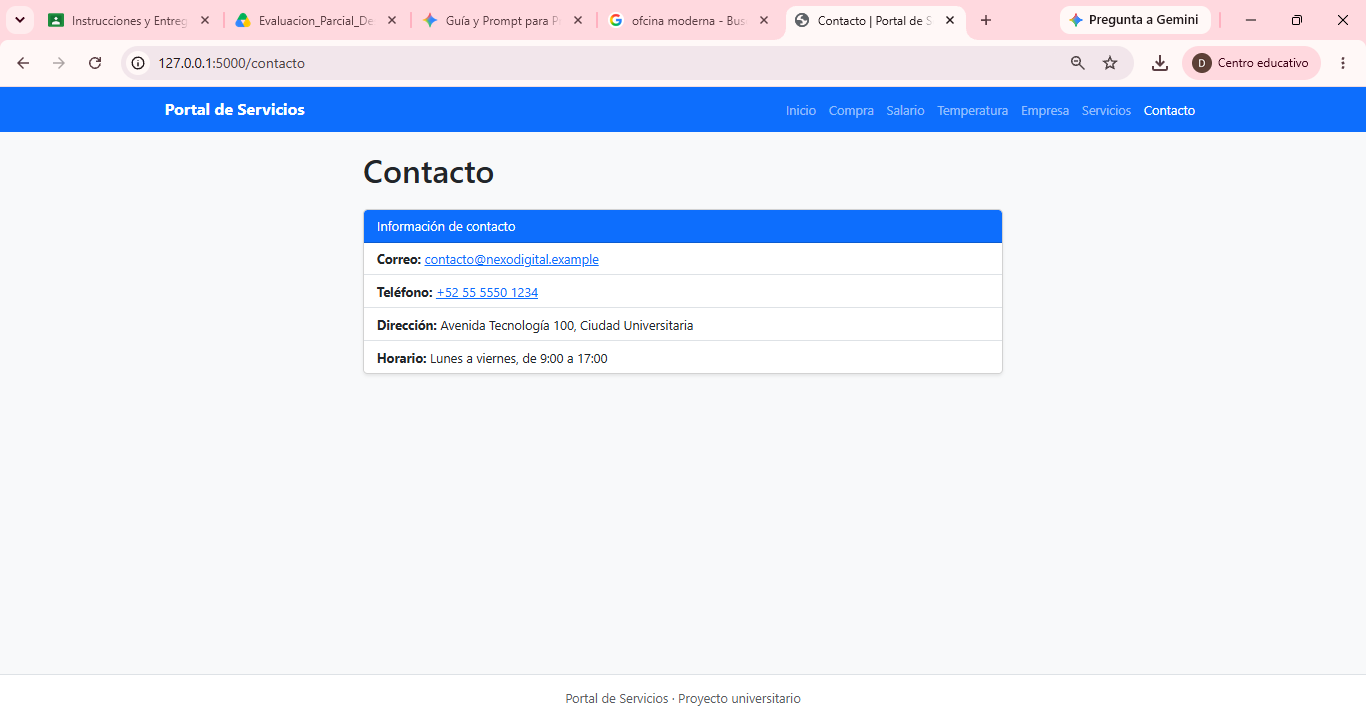 Instrucciones y Entreg
Evaluacion_Parcial_De
Guía y Prompt para P
ofcina moderna - Bus
Contacto | Portal de S
Pregunta a Gemini
127.0.0.1:5000/contacto
D
Centro educativo
Portal de Servicios
Inicio Compra Salario Temperatura Empresa Servicios Contacto
Contacto
Información de contacto
Correo: contacto@nexodigital.example
Teléfono: +52 55 5550 1234
Dirección: Avenida Tecnología 100, Ciudad Universitaria
Horario: Lunes a viernes, de 9:00 a 17:00
Portal de Servicios · Proyecto universitario